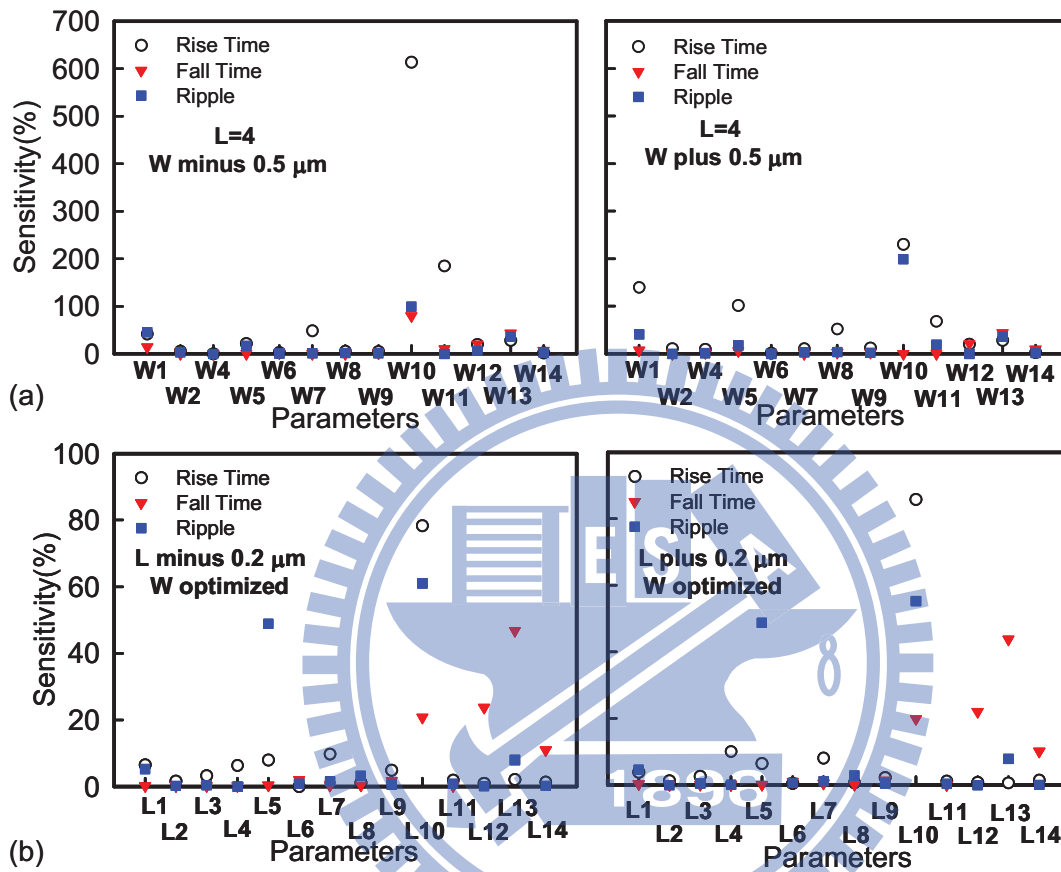 700
600
500
400
300
200
100
0
Sensitivity(%)
Rise Time
Fall Time
Ripple
L=4
W minus 0.5 μm
W1 W4 W6 W8 W10 W12 W14
W2 W5 W7 W9 W11 W13
Parameters
Rise Time
Fall Time
Ripple
L=4
W plus 0.5 μm
W1 W4 W6 W8 W10 W12 W14
W2 W5 W7 W9 W11 W13
Parameters
(a)
100
80
60
40
20
0
Sensitivity(%)
Rise Time
Fall Time
Ripple
L minus 0.2 μm
W optimized
L1 L3 L5 L7 L9 L11 L13
L2 L4 L6 L8 L10 L12 L14
Parameters
Rise Time
Fall Time
Ripple
L plus 0.2 μm
W optimized
L1 L3 L5 L7 L9 L11 L13
L2 L4 L6 L8 L10 L12 L14
Parameters
(b)
E S A
8
1898